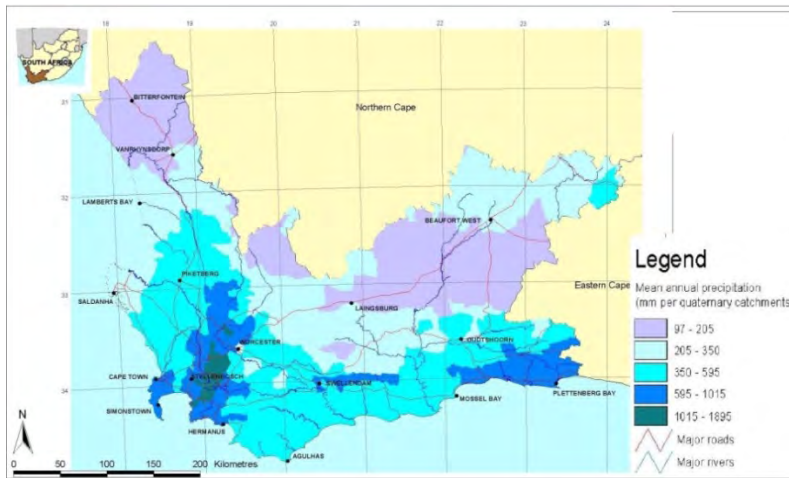 18 19 20 21 22 23 24
SOUTH AFRICA
31
BITTERFONTEIN
Northern Cape
VANRHYNSDORP
32
LAMBERTS BAY
BEAUFORT WEST
Legend
PIKETBERG
Eastern Cape
Mean annual precipitation
(mm per quaternary catchments
33
SALDANHA
LAINGSBURG
97 - 205
205 - 350
OUDTSHOORN
WORCESTER
350 - 595
CAPE TOWN
STELLENBOSCH
SWELLENDAM
595 - 1015
34
PLETTENBERG BAY
MOSSEL BAY
SIMONSTOWN
1015 - 1895
N
HERMANUS
Major roads
AGULHAS
0 50 100 150 200 Kilometres
Major rivers